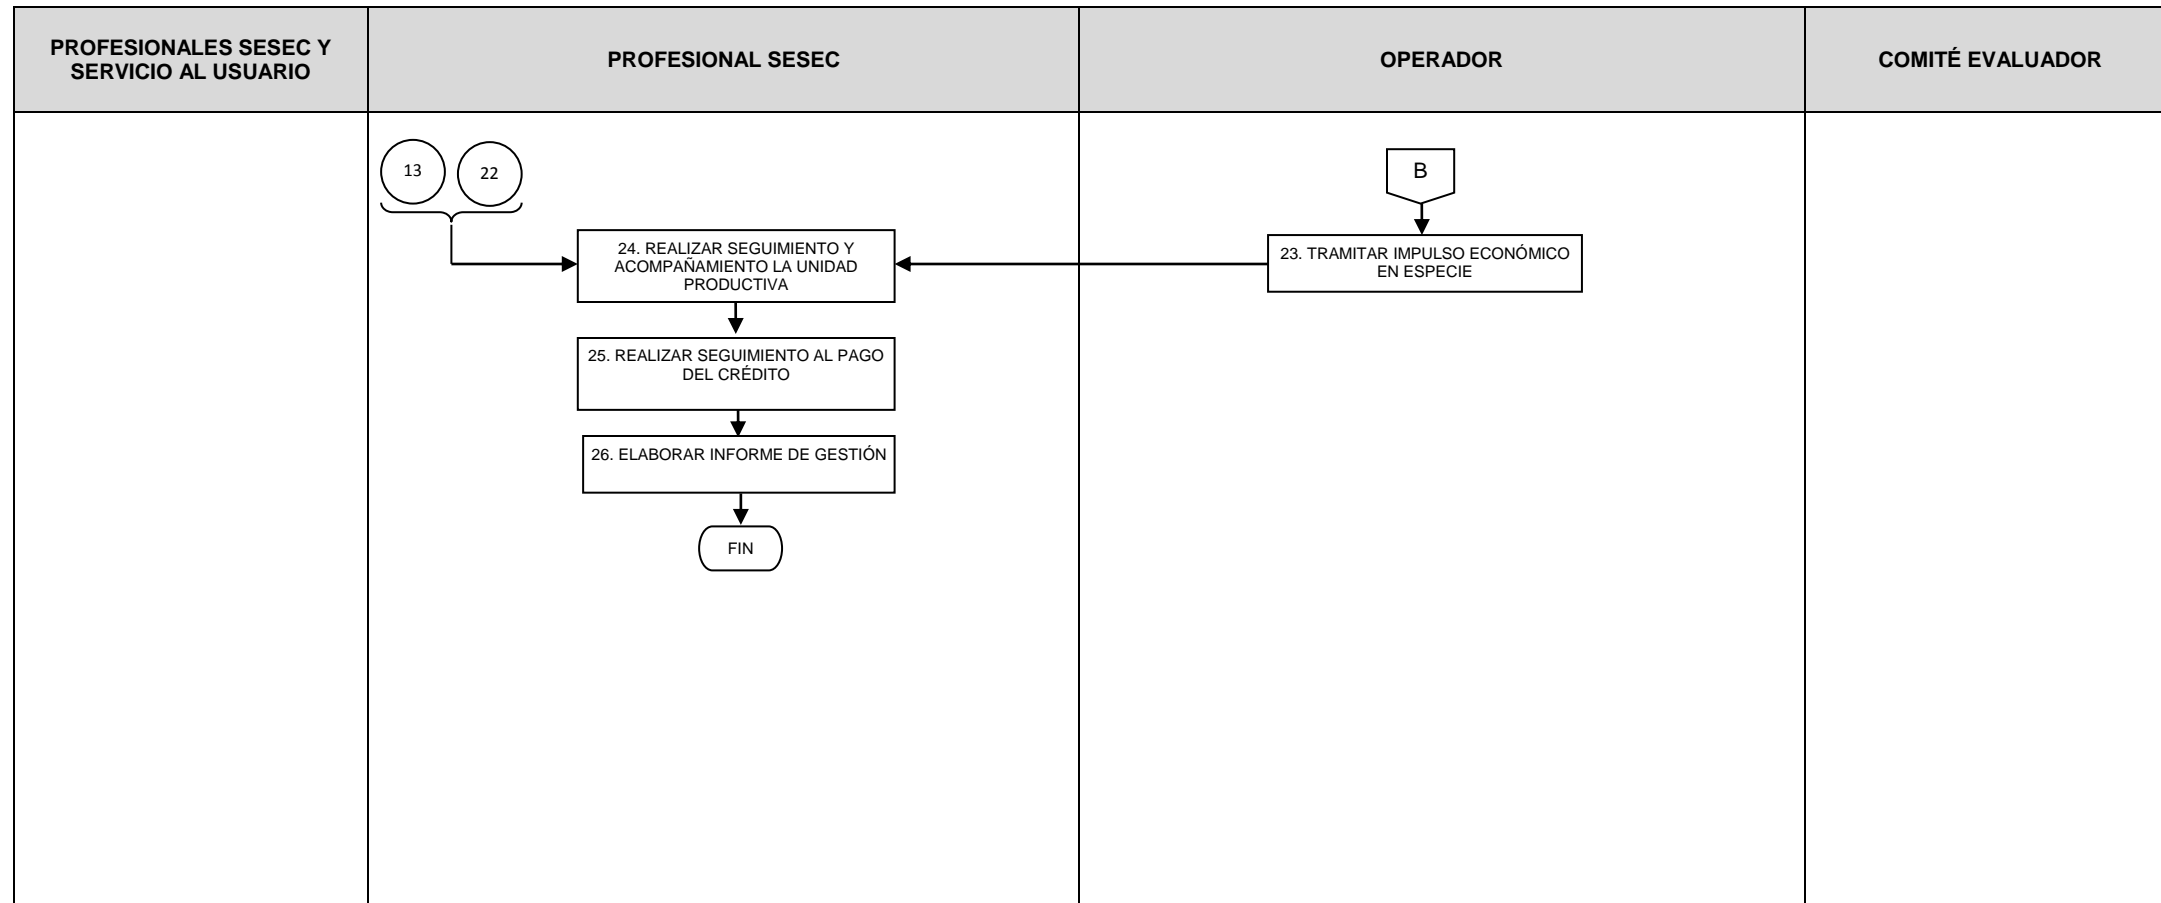 PROFESIONALES SESEC Y
SERVICIO AL USUARIO
PROFESIONAL SESEC
OPERADOR
COMITÉ EVALUADOR
13
22
B
24. REALIZAR SEGUIMIENTO Y
ACOMPAÑAMIENTO LA UNIDAD
PRODUCTIVA
23. TRAMITAR IMPULSO ECONÓMICO
EN ESPECIE
25. REALIZAR SEGUIMIENTO AL PAGO
DEL CRÉDITO
26. ELABORAR INFORME DE GESTIÓN
FIN